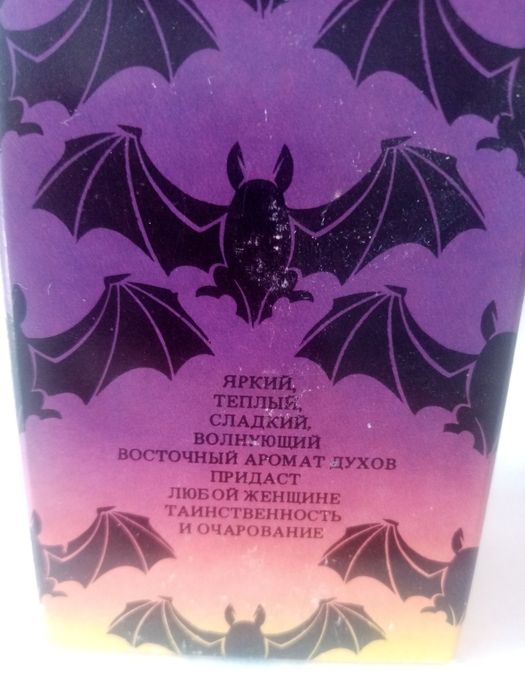 ЯРКИЙ,
ТЕПЛЫЙ,
СЛАДКИЙ,
ВОЛНУЮЩИЙ
ВОСТОЧНЫЙ АРОМАТ ДУХОВ
ПРИДАСТ
ЛЮБОЙ ЖЕНЩИНЕ
ТАИНСТВЕННОСТЬ
И ОЧАРОВАНИЕ